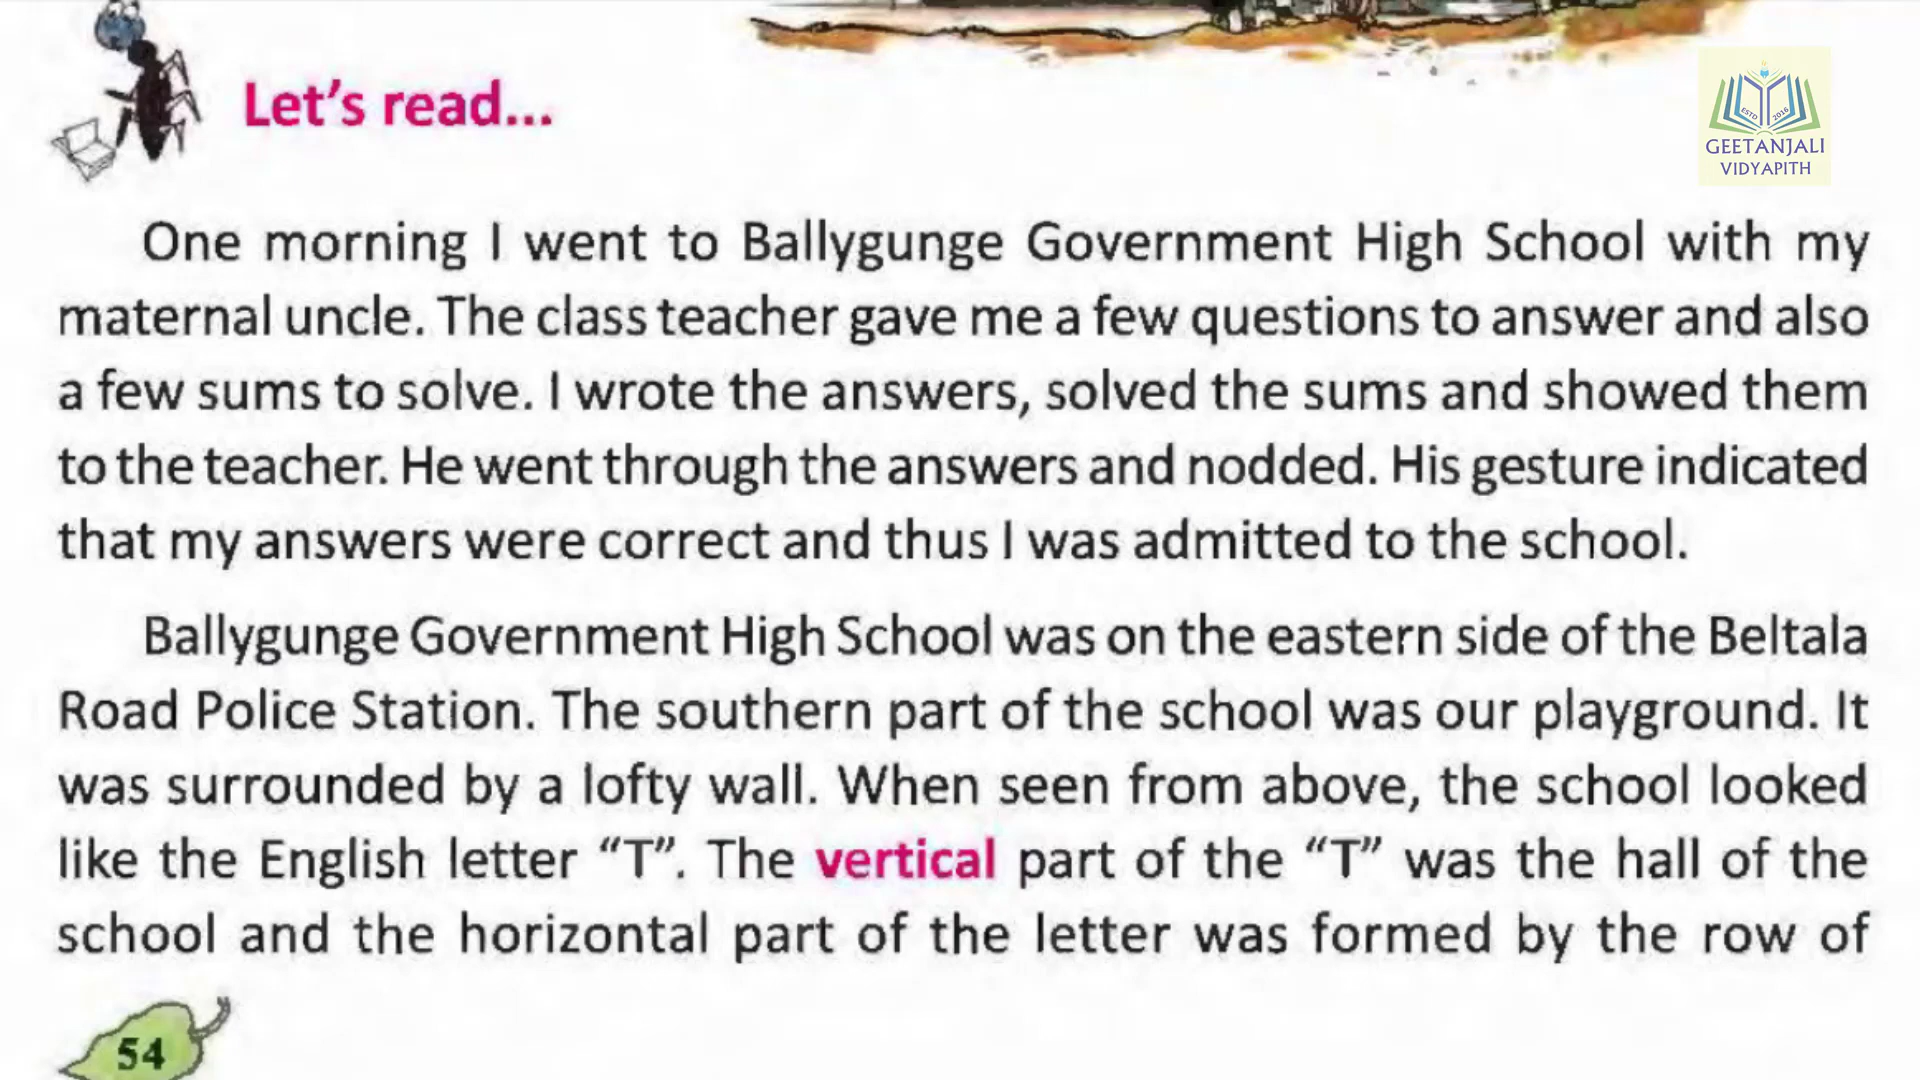 Let’s read...
ESTD 2016
GEETANJALI
VIDYAPITH
One morning I went to Ballygunge Government High School with my
maternal uncle. The class teacher gave me a few questions to answer and also
a few sums to solve. I wrote the answers, solved the sums and showed them
to the teacher. He went through the answers and nodded. His gesture indicated
that my answers were correct and thus I was admitted to the school.
Ballygunge Government High School was on the eastern side of the Beltala
Road Police Station. The southern part of the school was our playground. It
was surrounded by a lofty wall. When seen from above, the school looked
like the English letter “T”. The vertical part of the “T” was the hall of the
school and the horizontal part of the letter was formed by the row of
54